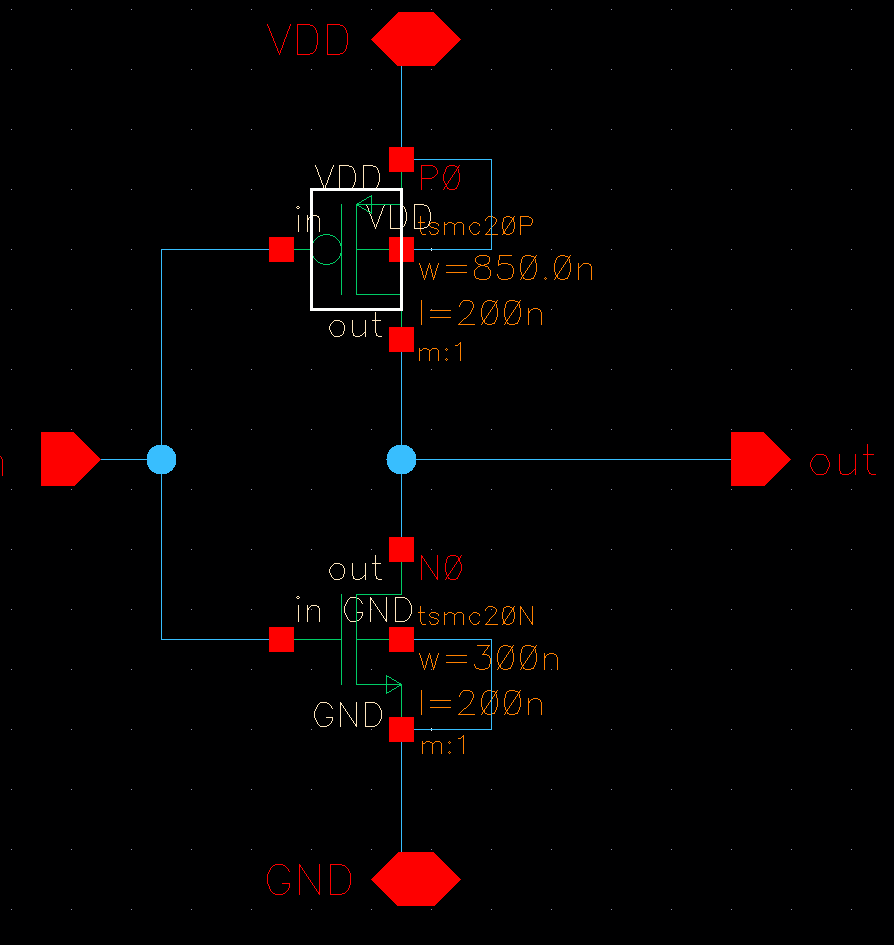 VDD
VDD
P0
in
VDD
tsmc20P
w=850.0n
l=200n
out
m:1
out
out
N0
in
GND
tsmc20N
w=300n
l=200n
GND
m:1
GND